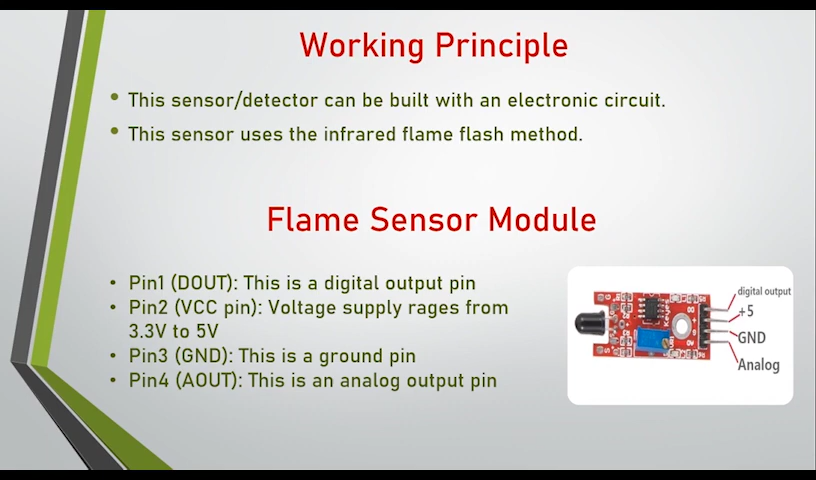 Working Principle
• This sensor/detector can be built with an electronic circuit.
• This sensor uses the infrared flame flash method.
Flame Sensor Module
• Pin1 (DOUT): This is a digital output pin
• Pin2 (VCC pin): Voltage supply rages from
3.3V to 5V
• Pin3 (GND): This is a ground pin
• Pin4 (AOUT): This is an analog output pin
digital output
+5
GND
Analog
Keyes